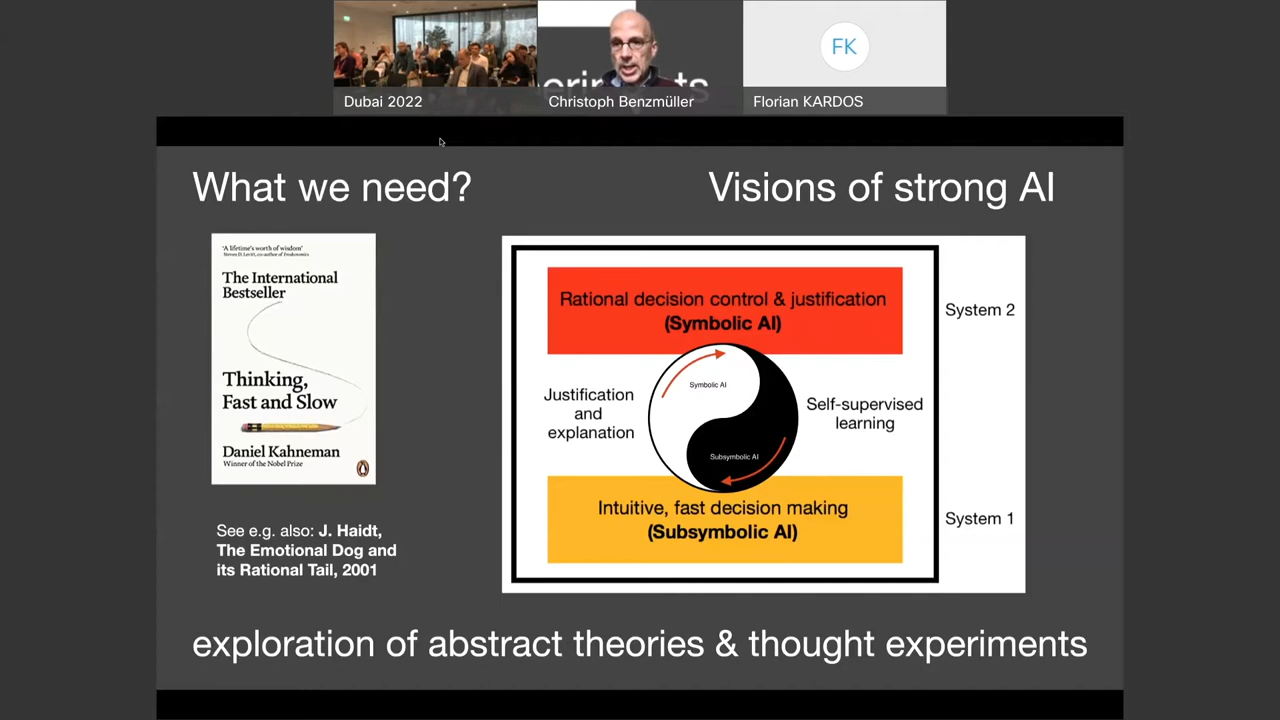 eriments
Dubai 2022
Christoph Benzmüller
FK
Florian KARDOS
What we need?
Visions of strong AI
'A lifetime's worth of wisdom'
Steven D. Levitt, co-author of Freakonomics
The International
Bestseller
Thinking,
Fast and Slow
Daniel Kahneman
Winner of the Nobel Prize
See e.g. also: J. Haidt,
The Emotional Dog and
its Rational Tail, 2001
Rational decision control & justification
(Symbolic AI)
System 2
Symbolic AI
Justification
and
explanation
Self-supervised
learning
Subsymbolic AI
Intuitive, fast decision making
(Subsymbolic AI)
System 1
exploration of abstract theories & thought experiments